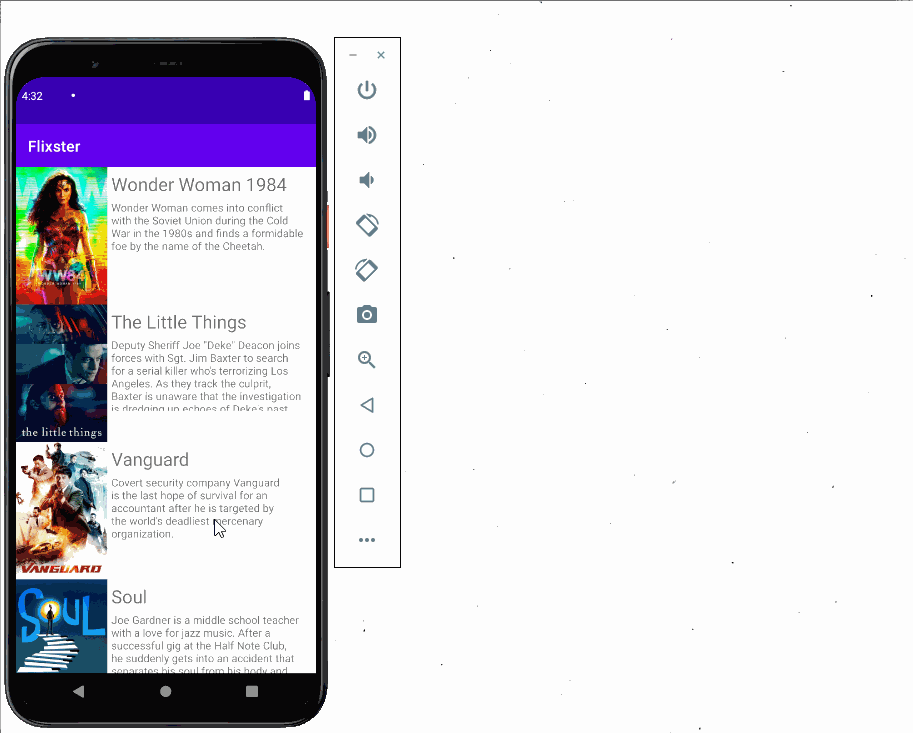 4:32
Flixster
Wonder Woman 1984
Wonder Woman comes into conflict
with the Soviet Union during the Cold
War in the 1980s and finds a formidable
foe by the name of the Cheetah.
WW84
The Little Things
Deputy Sheriff Joe "Deke" Deacon joins
forces with Sgt. Jim Baxter to search
for a serial killer who's terrorizing Los
Angeles. As they track the culprit,
Baxter is unaware that the investigation
is dredging up echoes of Deke's past,
the little things
Vanguard
Covert security company Vanguard
is the last hope of survival for an
accountant after he is targeted by
the world's deadliest mercenary
organization.
VANGUARD
Soul
Joe Gardner is a middle school teacher
with a love for jazz music. After a
successful gig at the Half Note Club,
he suddenly gets into an accident that
separates his soul from his body and
SOUL